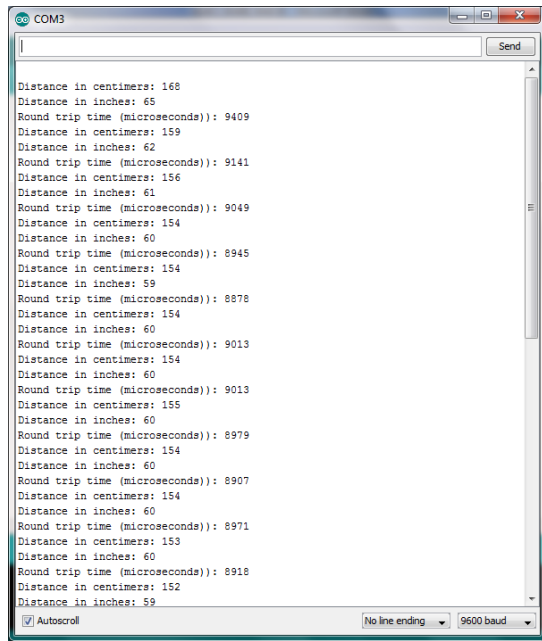 COM3
Send
Distance in centimers: 168
Distance in inches: 65
Round trip time (microseconds)): 9409
Distance in centimers: 159
Distance in inches: 62
Round trip time (microseconds)): 9141
Distance in centimers: 156
Distance in inches: 61
Round trip time (microseconds)): 9049
Distance in centimers: 154
Distance in inches: 60
Round trip time (microseconds)): 8945
Distance in centimers: 154
Distance in inches: 59
Round trip time (microseconds)): 8878
Distance in centimers: 154
Distance in inches: 60
Round trip time (microseconds)): 9013
Distance in centimers: 154
Distance in inches: 60
Round trip time (microseconds)): 9013
Distance in centimers: 155
Distance in inches: 60
Round trip time (microseconds)): 8979
Distance in centimers: 154
Distance in inches: 60
Round trip time (microseconds)): 8907
Distance in centimers: 154
Distance in inches: 60
Round trip time (microseconds)): 8971
Distance in centimers: 153
Distance in inches: 60
Round trip time (microseconds)): 8918
Distance in centimers: 152
Distance in inches: 59
Autoscroll
No line ending
9600 baud